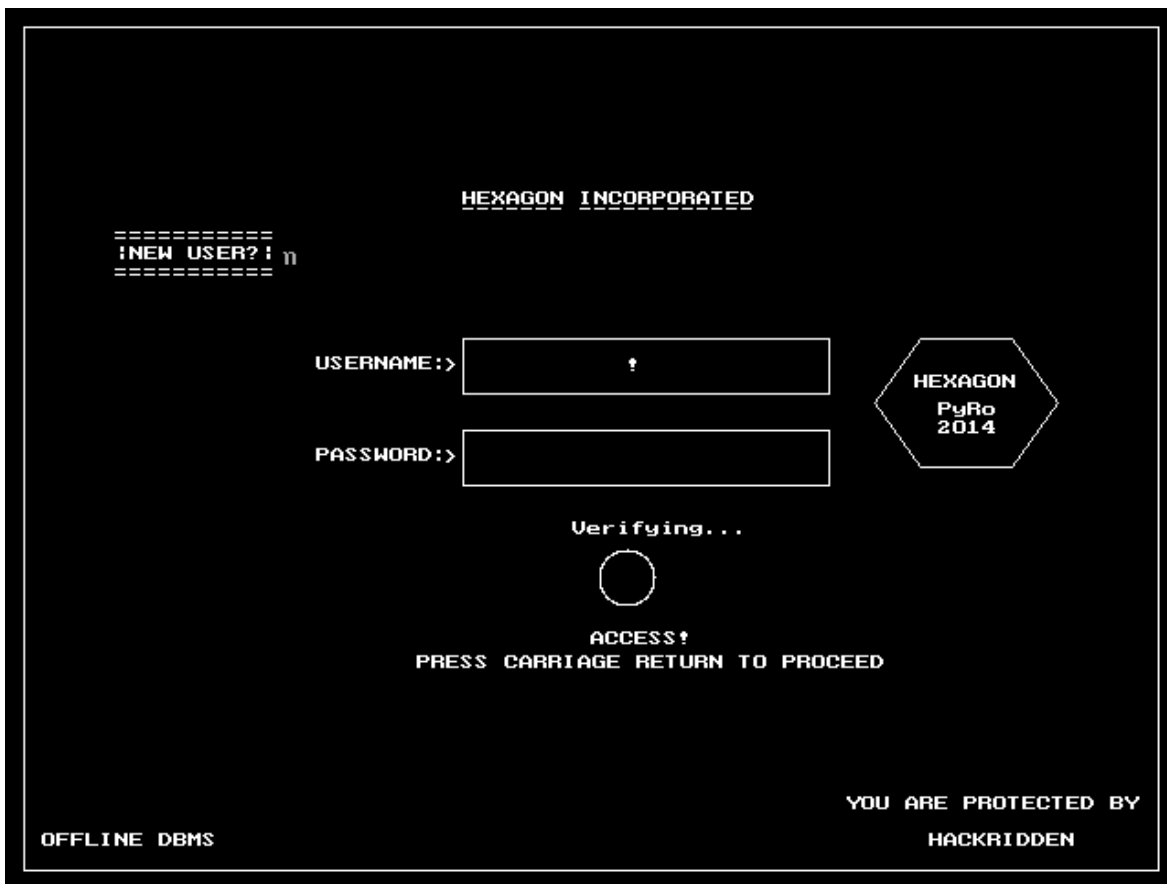 HEXAGON INCORPORATED
===========
¦NEW USER?¦ n
===========
USERNAME:> !
HEXAGON
PyRo
2014
PASSWORD:>
Verifying...
ACCESS!
PRESS CARRIAGE RETURN TO PROCEED
YOU ARE PROTECTED BY
OFFLINE DBMS
HACKRIDDEN